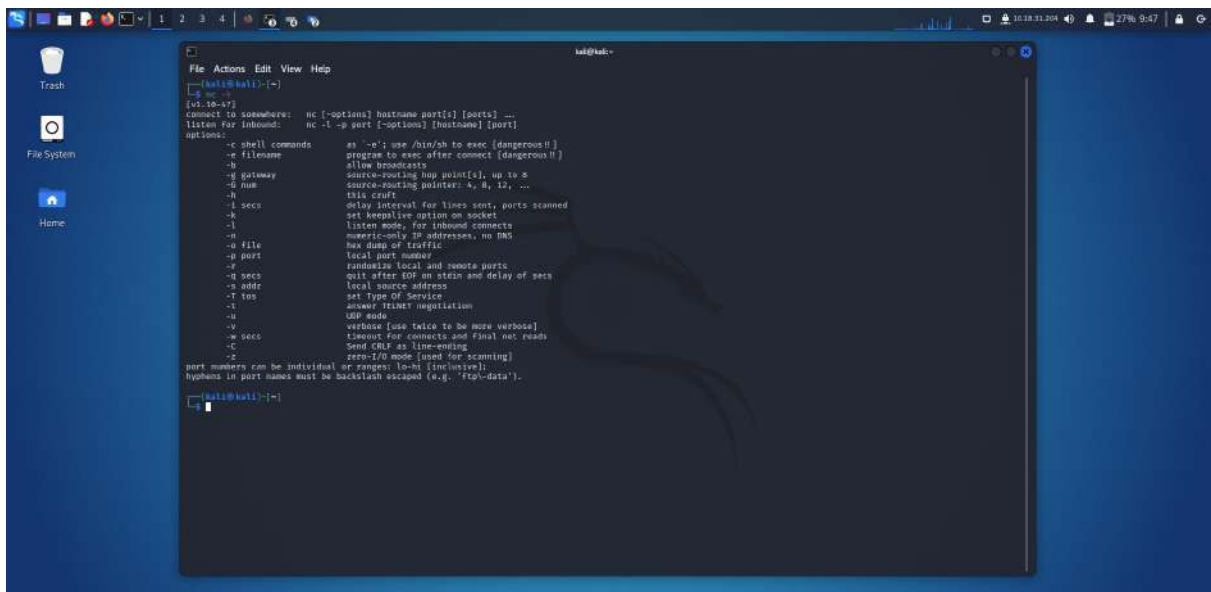 1 2 3 4
10.18.31.204 27% 9:47
Trash
File System
Home
kali@kali: ~
File Actions Edit View Help
(kali㉿kali)-[~]
$ nc -h
[v1.10-47]
connect to somewhere: nc [-options] hostname port[s] [ports] ...
listen for inbound: nc -l -p port [-options] [hostname] [port]
options:
-c shell commands as `-e'; use /bin/sh to exec [dangerous!!]
-e filename program to exec after connect [dangerous!!]
-b allow broadcasts
-g gateway source-routing hop point[s], up to 8
-G num source-routing pointer: 4, 8, 12, ...
-h this cruft
-i secs delay interval for lines sent, ports scanned
-k set keepalive option on socket
-l listen mode, for inbound connects
-n numeric-only IP addresses, no DNS
-o file hex dump of traffic
-p port local port number
-r randomize local and remote ports
-q secs quit after EOF on stdin and delay of secs
-s addr local source address
-T tos set Type Of Service
-t answer TELNET negotiation
-u UDP mode
-v verbose [use twice to be more verbose]
-w secs timeout for connects and final net reads
-C Send CRLF as line-ending
-z zero-I/O mode [used for scanning]
port numbers can be individual or ranges: lo-hi [inclusive];
hyphens in port names must be backslash escaped (e.g. 'ftp\-data').
(kali㉿kali)-[~]
$